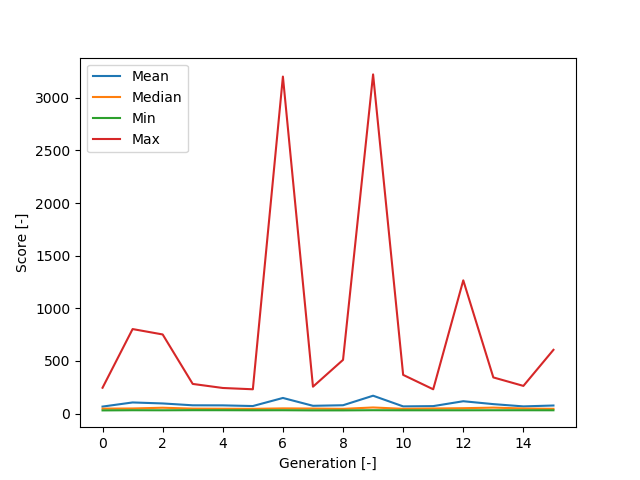 Mean
Median
Min
Max
3000
2500
2000
1500
1000
500
0
Score [-]
0 2 4 6 8 10 12 14
Generation [-]